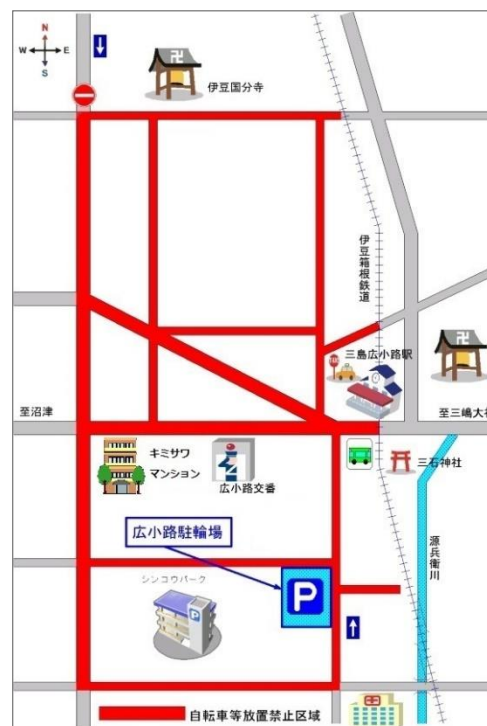 N
W E
S
伊豆国分寺
伊豆箱根鉄道
三島広小路駅
至沼津
至三嶋大社
キミサワ
マンション
広小路交番
三石神社
広小路駐輪場
源兵衛川
シンコウパーク
P
自転車等放置禁止区域